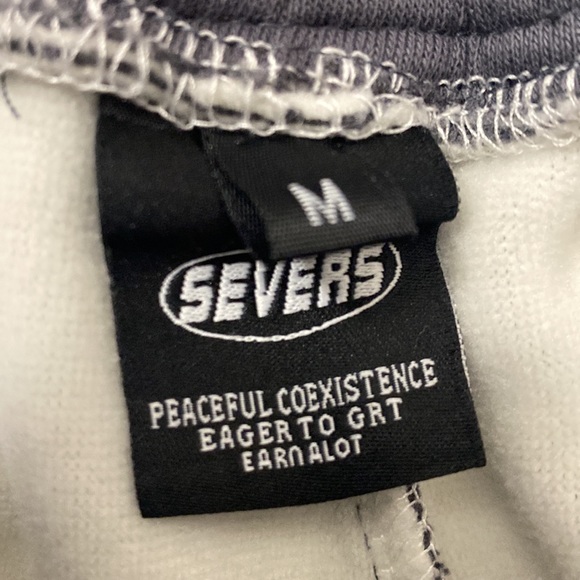 M
SEVERS
PEACEFUL COEXISTENCE
EAGER TO GRT
EARN ALOT